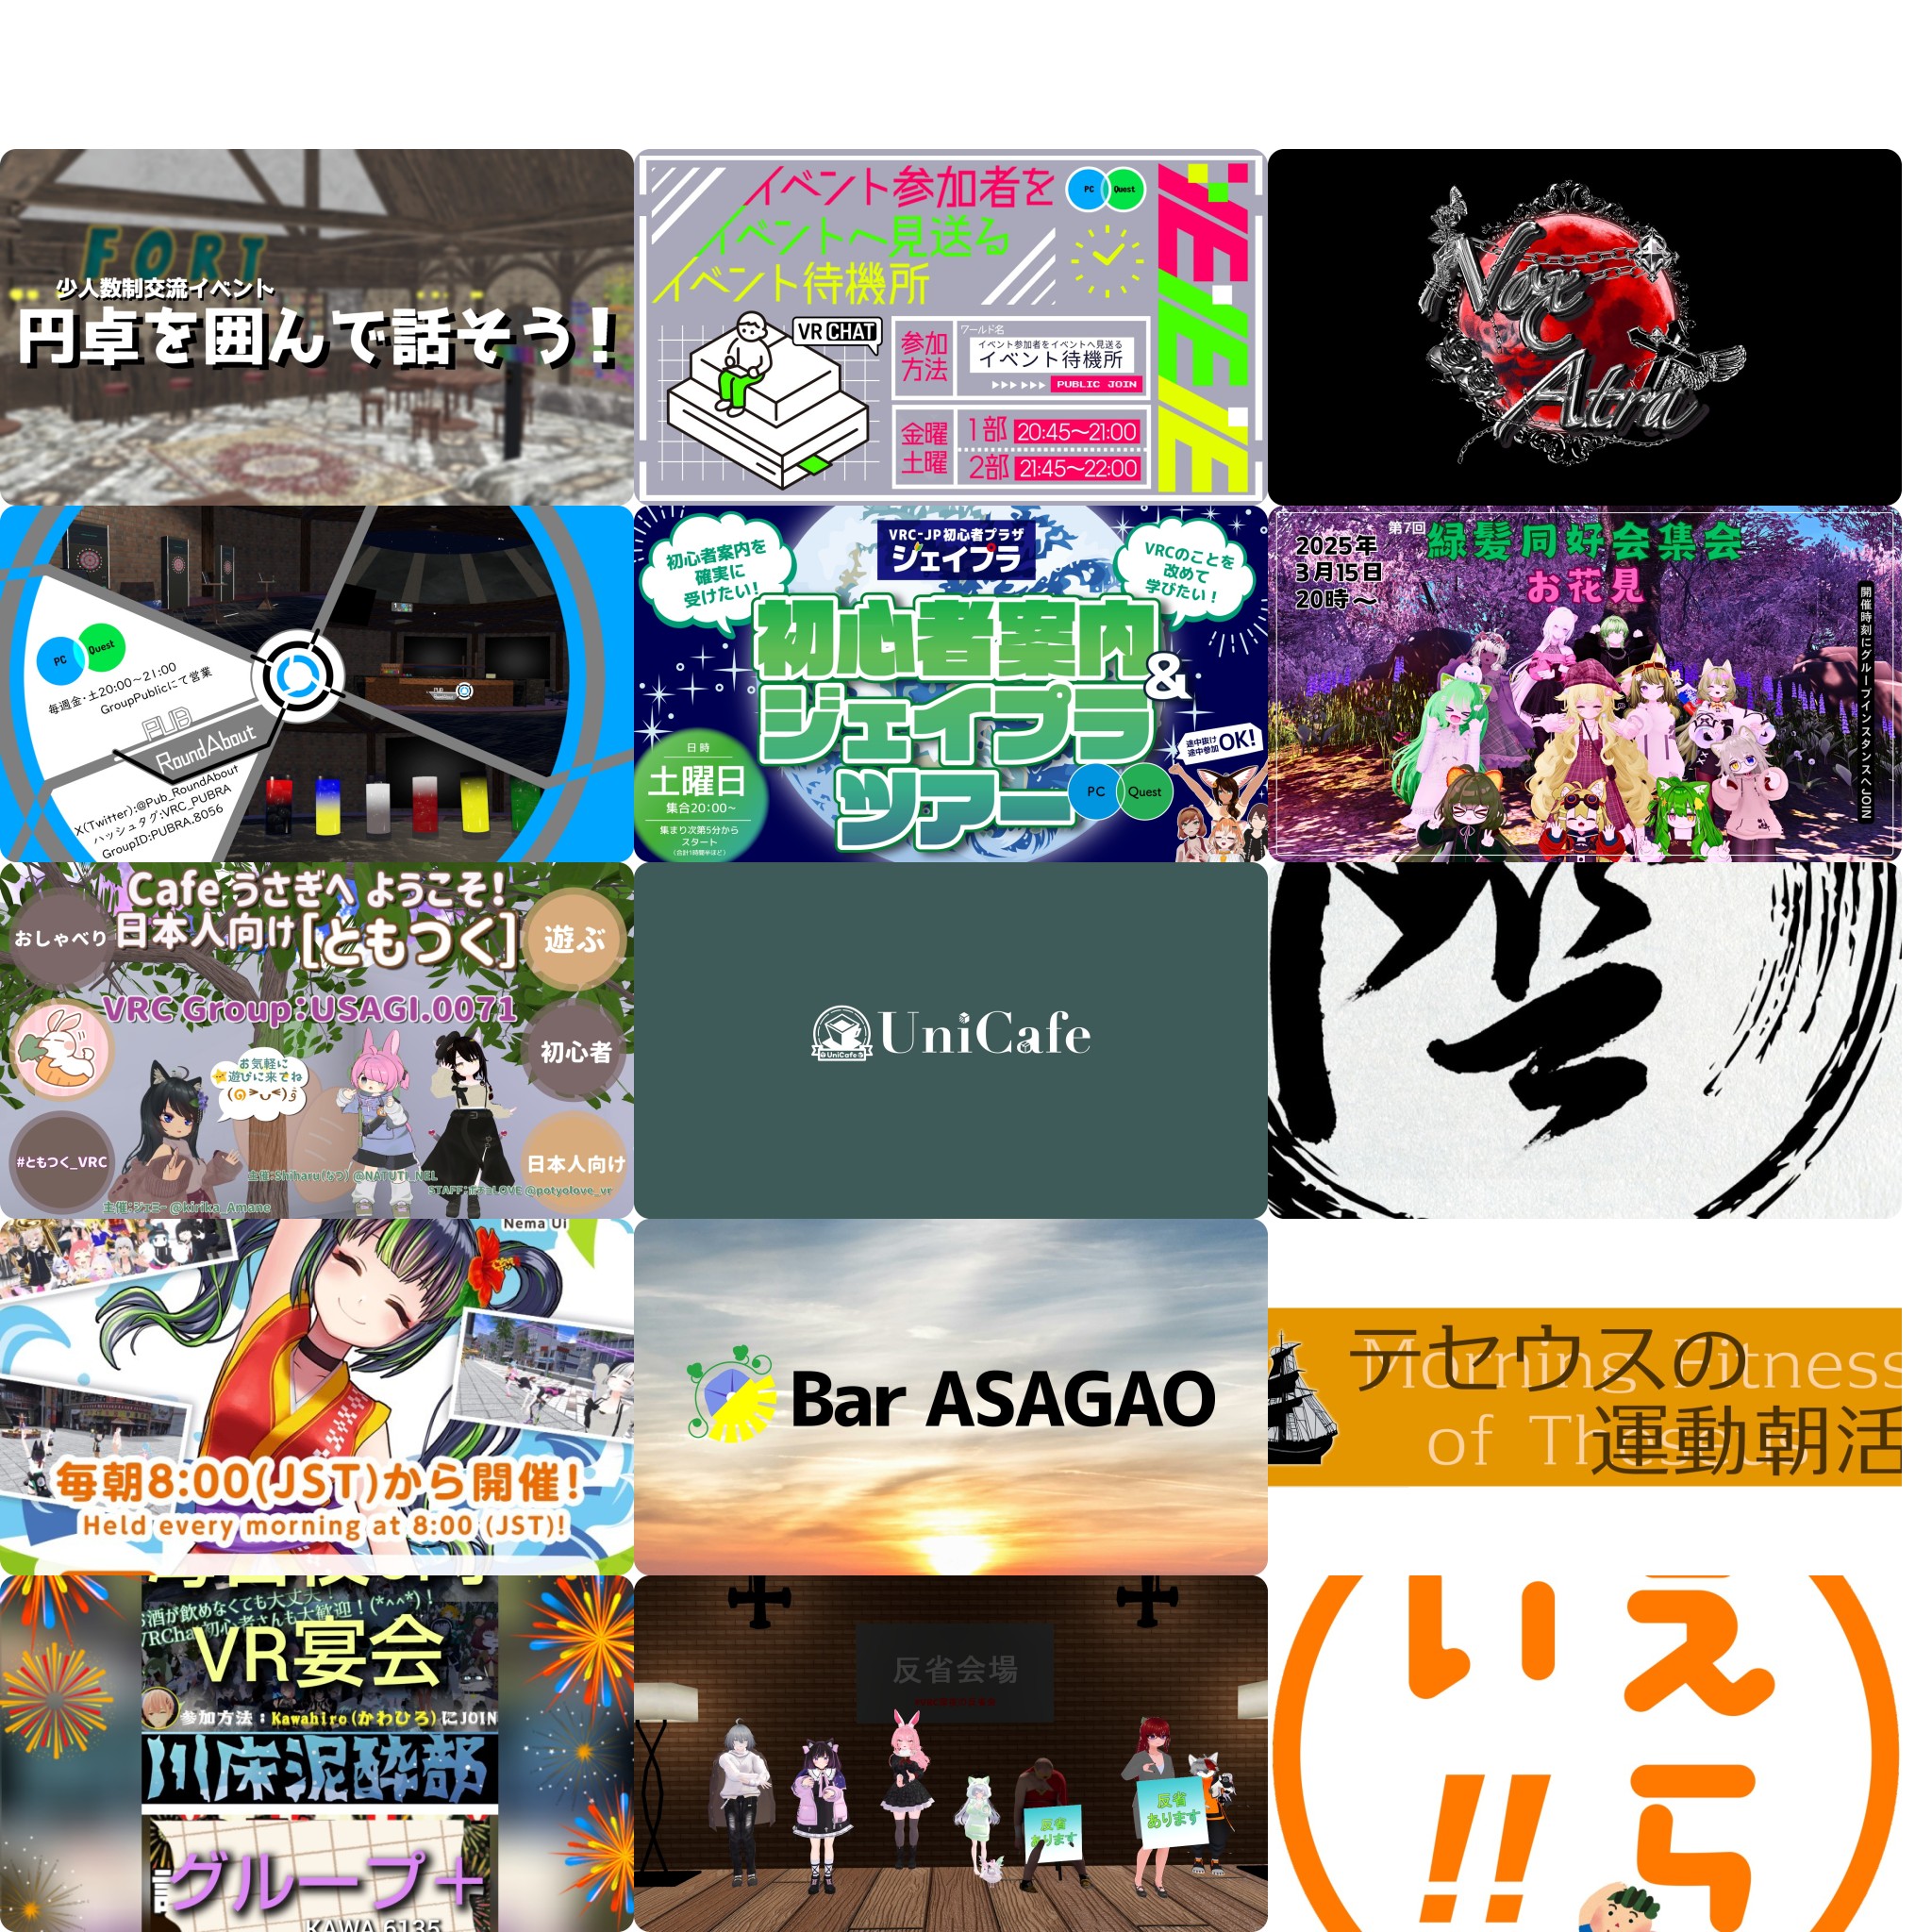 FORT
少人数制交流イベント
円卓を囲んで話そう!
イベント参加者を
イベントへ見送る
イベント待機所
PC
Quest
VRCHAT
参加
方法
ワールド名
イベント参加者をイベントへ見送る
イベント待機所
PUBLIC JOIN
金曜
土曜
1部 20:45〜21:00
2部 21:45〜22:00
Nox
Atra
PC
Quest
毎週金・土20:00〜21:00
GroupPublicにて営業
PUB
RoundAbout
X(Twitter):@Pub_RoundAbout
ハッシュタグ:VRC_PUBRA
GroupID:PUBRA.8056
初心者案内を
確実に
受けたい!
VRC-JP初心者プラザ
ジェイプラ
VRCのことを
改めて
学びたい!
初心者案内
&
ジェイプラ
ツアー
日時
土曜日
集合20:00~
集まり次第5分から
スタート
(合計1時間半ほど)
途中抜け
途中参加OK!
PC
Quest
2025年
3月15日
20時〜
第7回
緑髪同好会集会
お花見
開催時刻にグループインスタンスへJOIN
Cafe うさぎへ ようこそ!
日本人向け[ともつく]
おしゃべり
遊ぶ
VRC Group:USAGI.0071
初心者
お気軽に
遊びに来てね
#ともつく_VRC
日本人向け
主催:Shiharu(なつ) @NATUTI_NEL
STAFF:ポチョLOVE @potyolove_vr
主催:ジェミー @kirika_Amane
UniCafe
UniCafe
Nema Ui
毎朝8:00(JST)から開催!
Held every morning at 8:00 (JST)!
Bar ASAGAO
テセウスの
運動朝活
Morning Fitness
of
お酒が飲めなくても大丈夫!
VRChat初心者さんも大歓迎!(*^^*)
VR宴会
参加方法:Kawahiro(かわひろ)にJOIN
川床泥酔部
グループ+
KAWA.6135
反省会場
反省
あります
反省
あります
えら
い!!